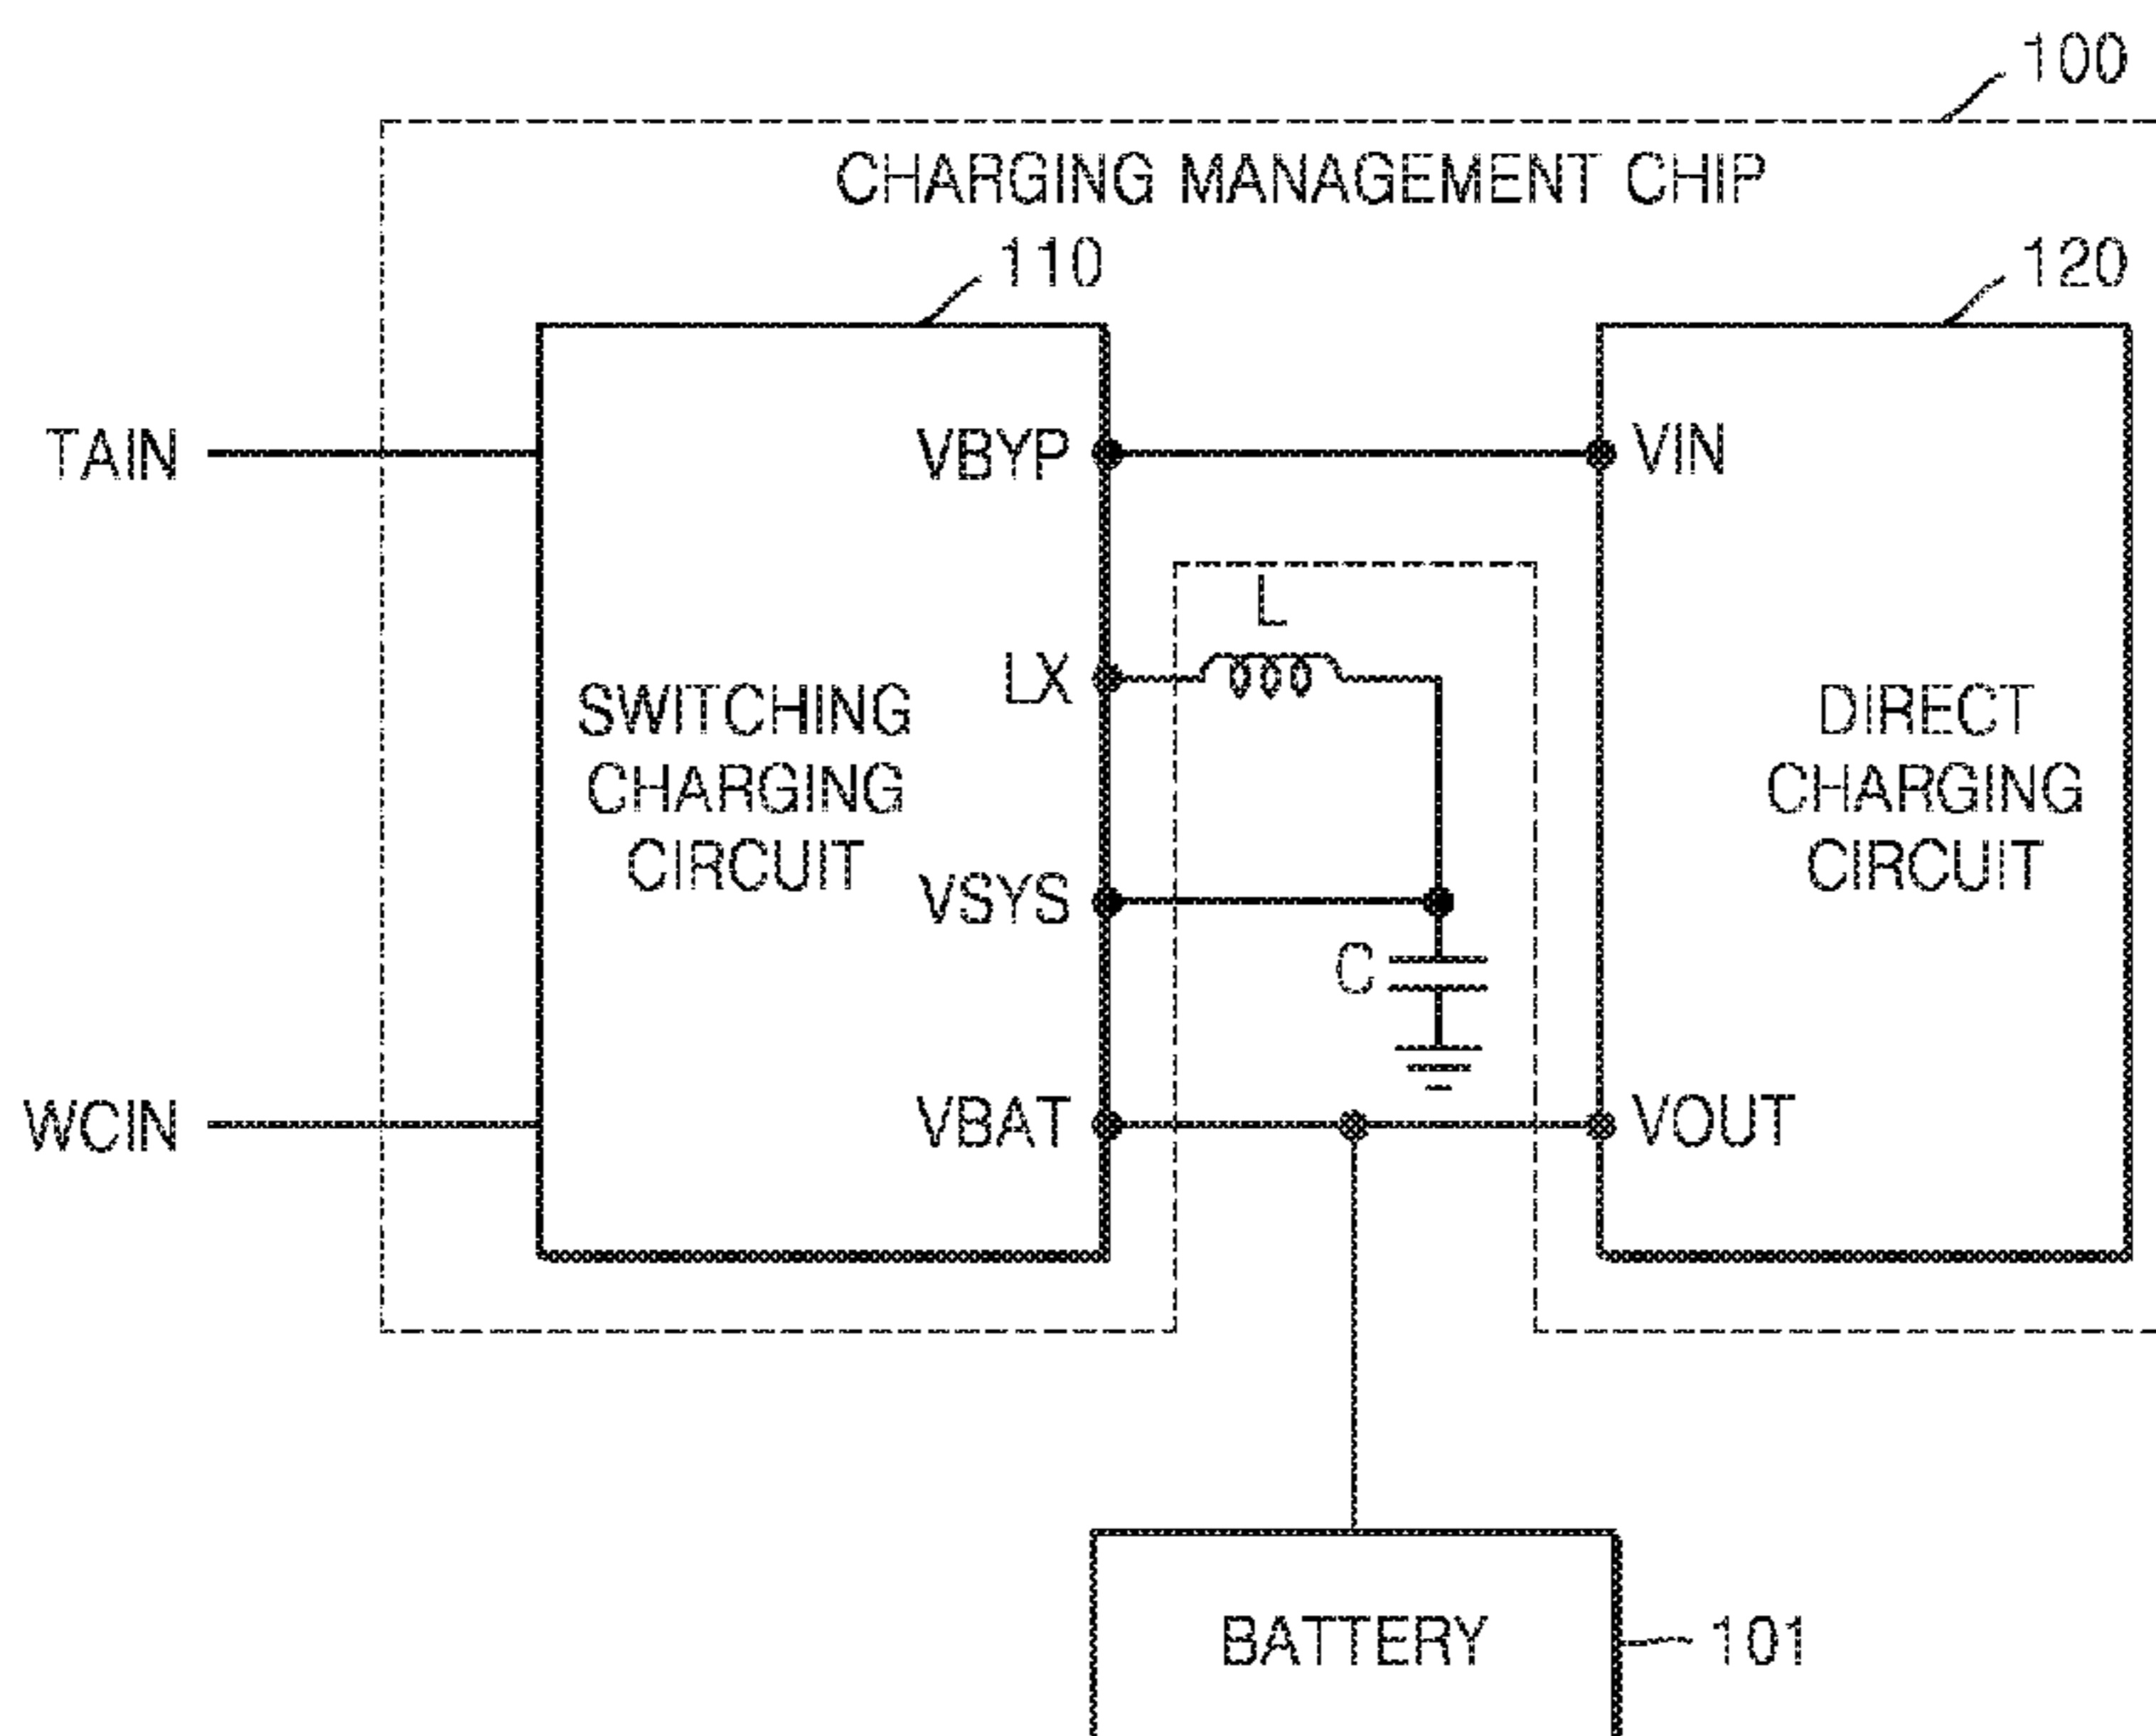 100
CHARGING MANAGEMENT CHIP
110
120
TAIN
VBYP
VIN
L
LX
SWITCHING
CHARGING
CIRCUIT
DIRECT
CHARGING
CIRCUIT
VSYS
C
WCIN
VBAT
VOUT
BATTERY
101